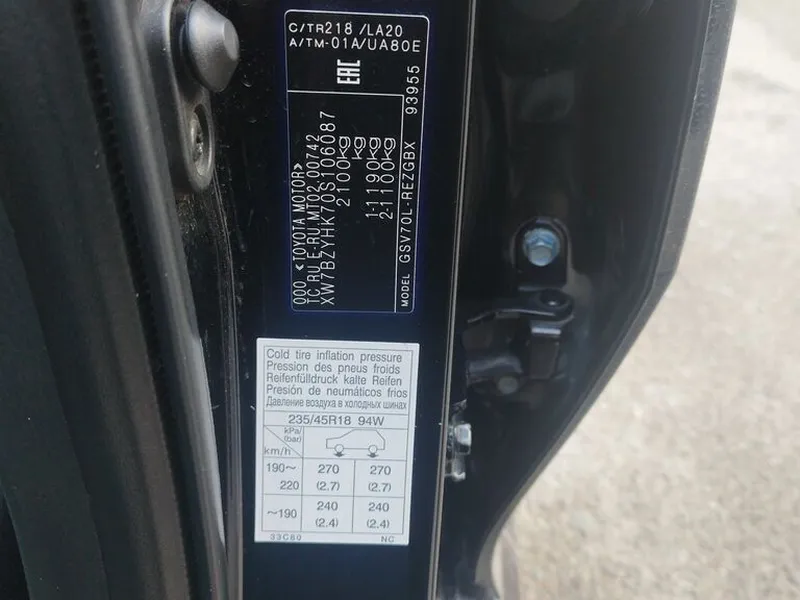 C/TR218 /LA20
A/TM-01A/UA80E
EAC
93955
ООО «TOYOTA MOTOR»
TC RU E-RU.MT02.00742
XW7BZYHK70S106087
2100kg
kg
1-1190kg
2-1100kg
MODEL GSV70L-REZGBX
Cold tire inflation pressure
Pression des pneus froids
Reifenfülldruck kalte Reifen
Presión de neumáticos frios
Давление воздуха в холодных шинах
235/45R18 94W
kPa/
(bar)
km/h
190~
220
270 270
(2.7) (2.7)
~190
240 240
(2.4) (2.4)
33C60 NC